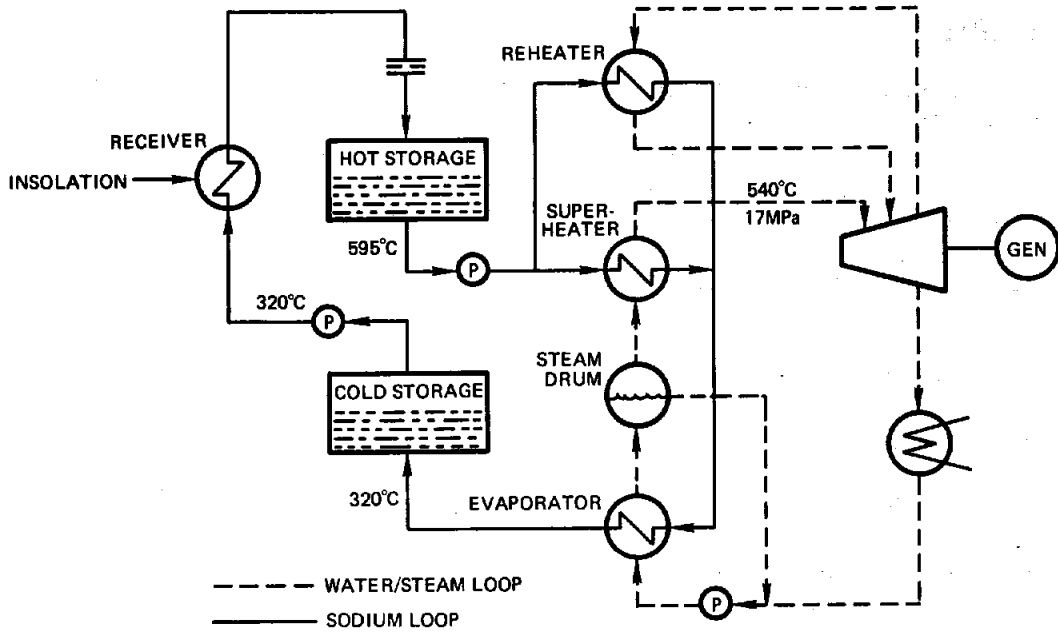 REHEATER
RECEIVER
INSOLATION
HOT STORAGE
540°C
17MPa
SUPER-
HEATER
595°C
P
GEN
320°C
P
STEAM
DRUM
COLD STORAGE
320°C
EVAPORATOR
WATER/STEAM LOOP
P
SODIUM LOOP